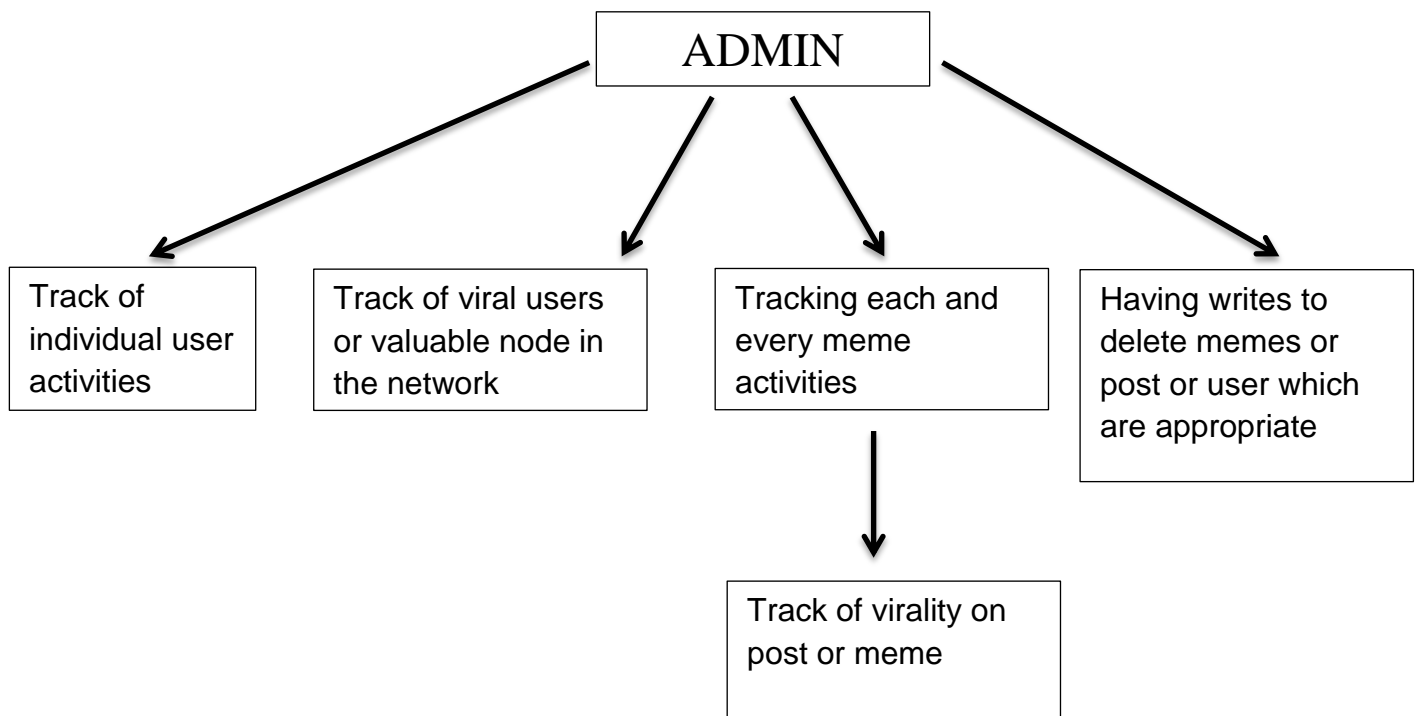 ADMIN
Track of
individual user
activities
Track of viral users
or valuable node in
the network
Tracking each and
every meme
activities
Having writes to
delete memes or
post or user which
are appropriate
Track of virality on
post or meme